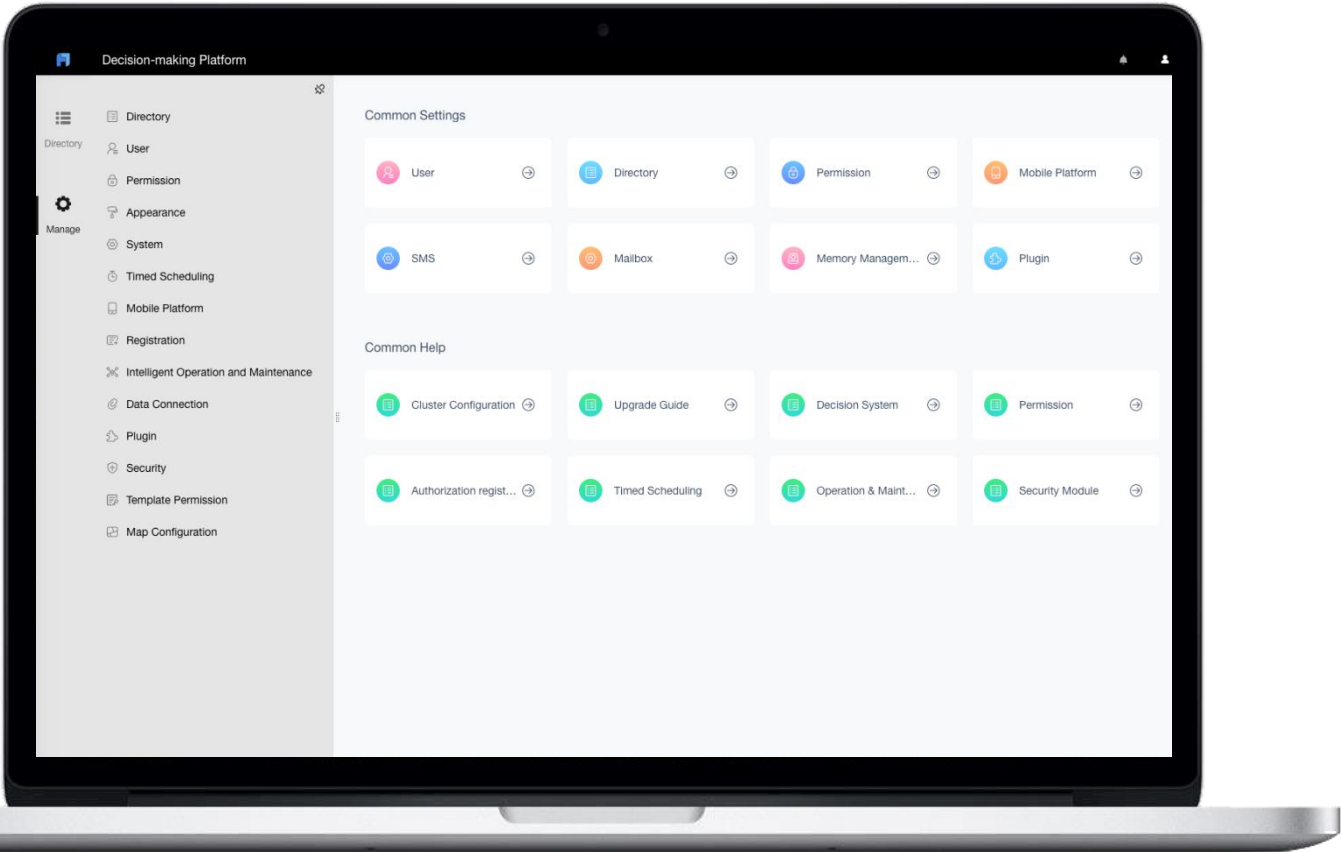 Decision-making Platform
Directory
Manage
Directory
User
Permission
Appearance
System
Timed Scheduling
Mobile Platform
Registration
Intelligent Operation and Maintenance
Data Connection
Plugin
Security
Template Permission
Map Configuration
Common Settings
User Directory Permission Mobile Platform
SMS Mailbox Memory Managem... Plugin
Common Help
Cluster Configuration Upgrade Guide Decision System Permission
Authorization regist... Timed Scheduling Operation & Maint... Security Module